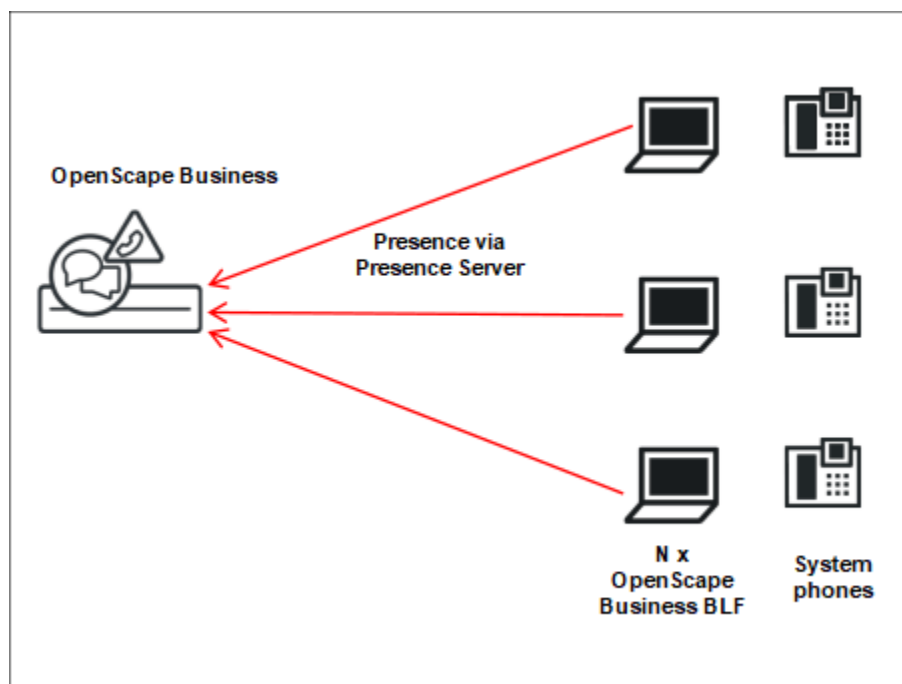 OpenScape Business
Presence via
Presence Server
N x
OpenScape
Business BLF
System
phones